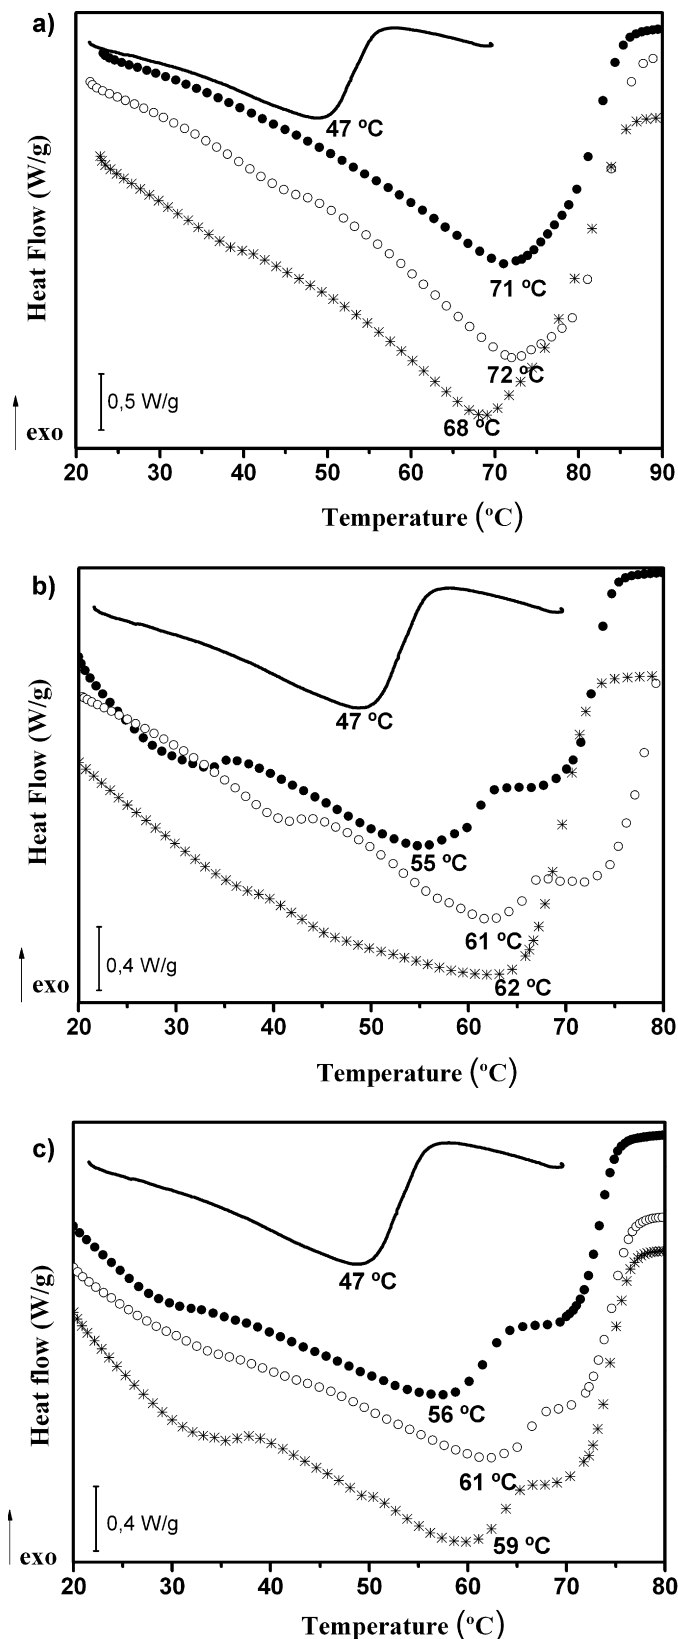 a)
Heat Flow (W/g)
47 ºC
71 ºC
72 ºC
68 ºC
0,5 W/g
exo
20 30 40 50 60 70 80 90
Temperature (ºC)
b)
Heat Flow (W/g)
47 ºC
55 ºC
61 ºC
62 ºC
0,4 W/g
exo
20 30 40 50 60 70 80
Temperature (ºC)
c)
Heat flow (W/g)
47 ºC
56 ºC
61 ºC
59 ºC
0,4 W/g
exo
20 30 40 50 60 70 80
Temperature (ºC)